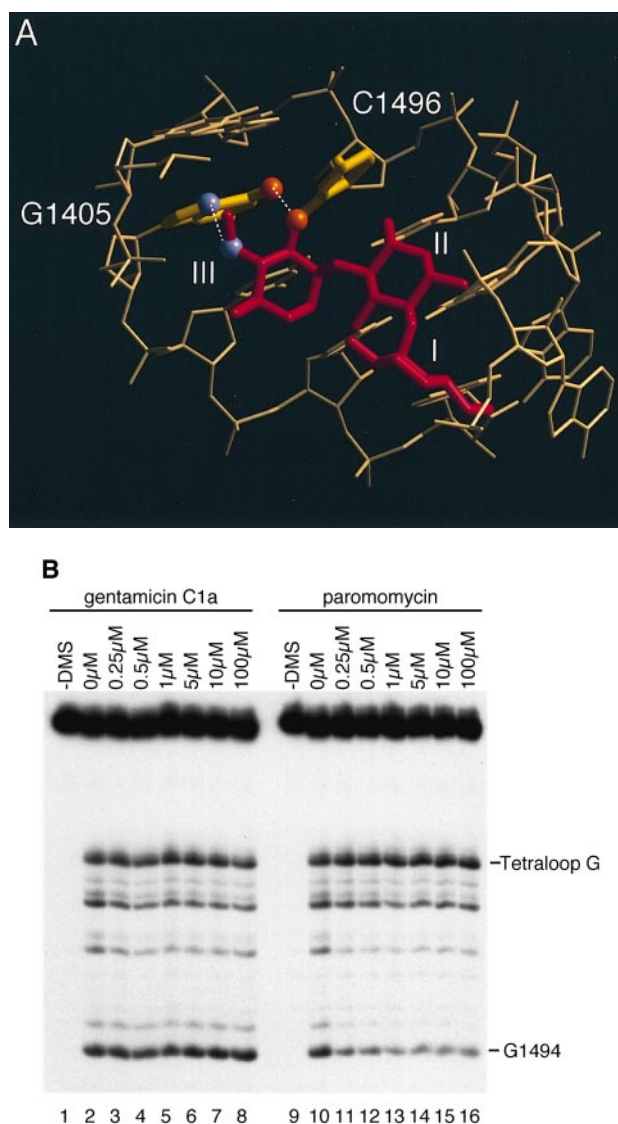 A
C1496
G1405
III
II
I
B
gentamicin C1a paromomycin
-DMS 0µM 0.25µM 0.5µM 1µM 5µM 10µM 100µM -DMS 0µM 0.25µM 0.5µM 1µM 5µM 10µM 100µM
Tetraloop G
G1494
1 2 3 4 5 6 7 8 9 10 11 12 13 14 15 16